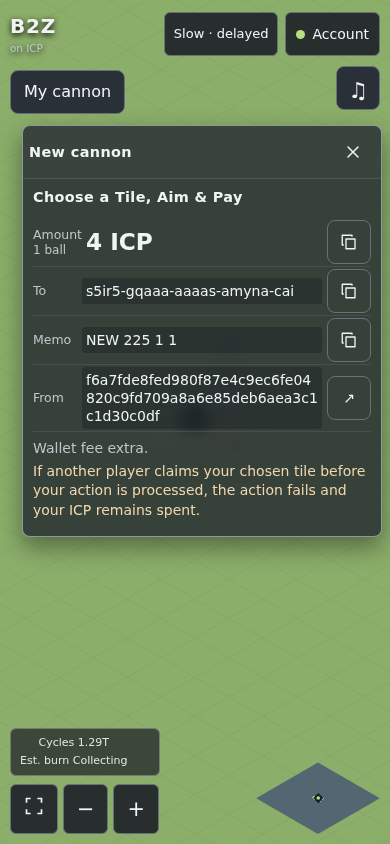 B2Z
on ICP
Slow · delayed
Account
My cannon
New cannon
Choose a Tile, Aim & Pay
Amount
1 ball
4 ICP
To
s5ir5-gqaaa-aaaas-amyna-cai
Memo
NEW 225 1 1
From
f6a7fde8fed980f87e4c9ec6fe04
820c9fd709a8a6e85deb6aea3c1
c1d30c0df
Wallet fee extra.
If another player claims your chosen tile before
your action is processed, the action fails and
your ICP remains spent.
Cycles 1.29T
Est. burn Collecting